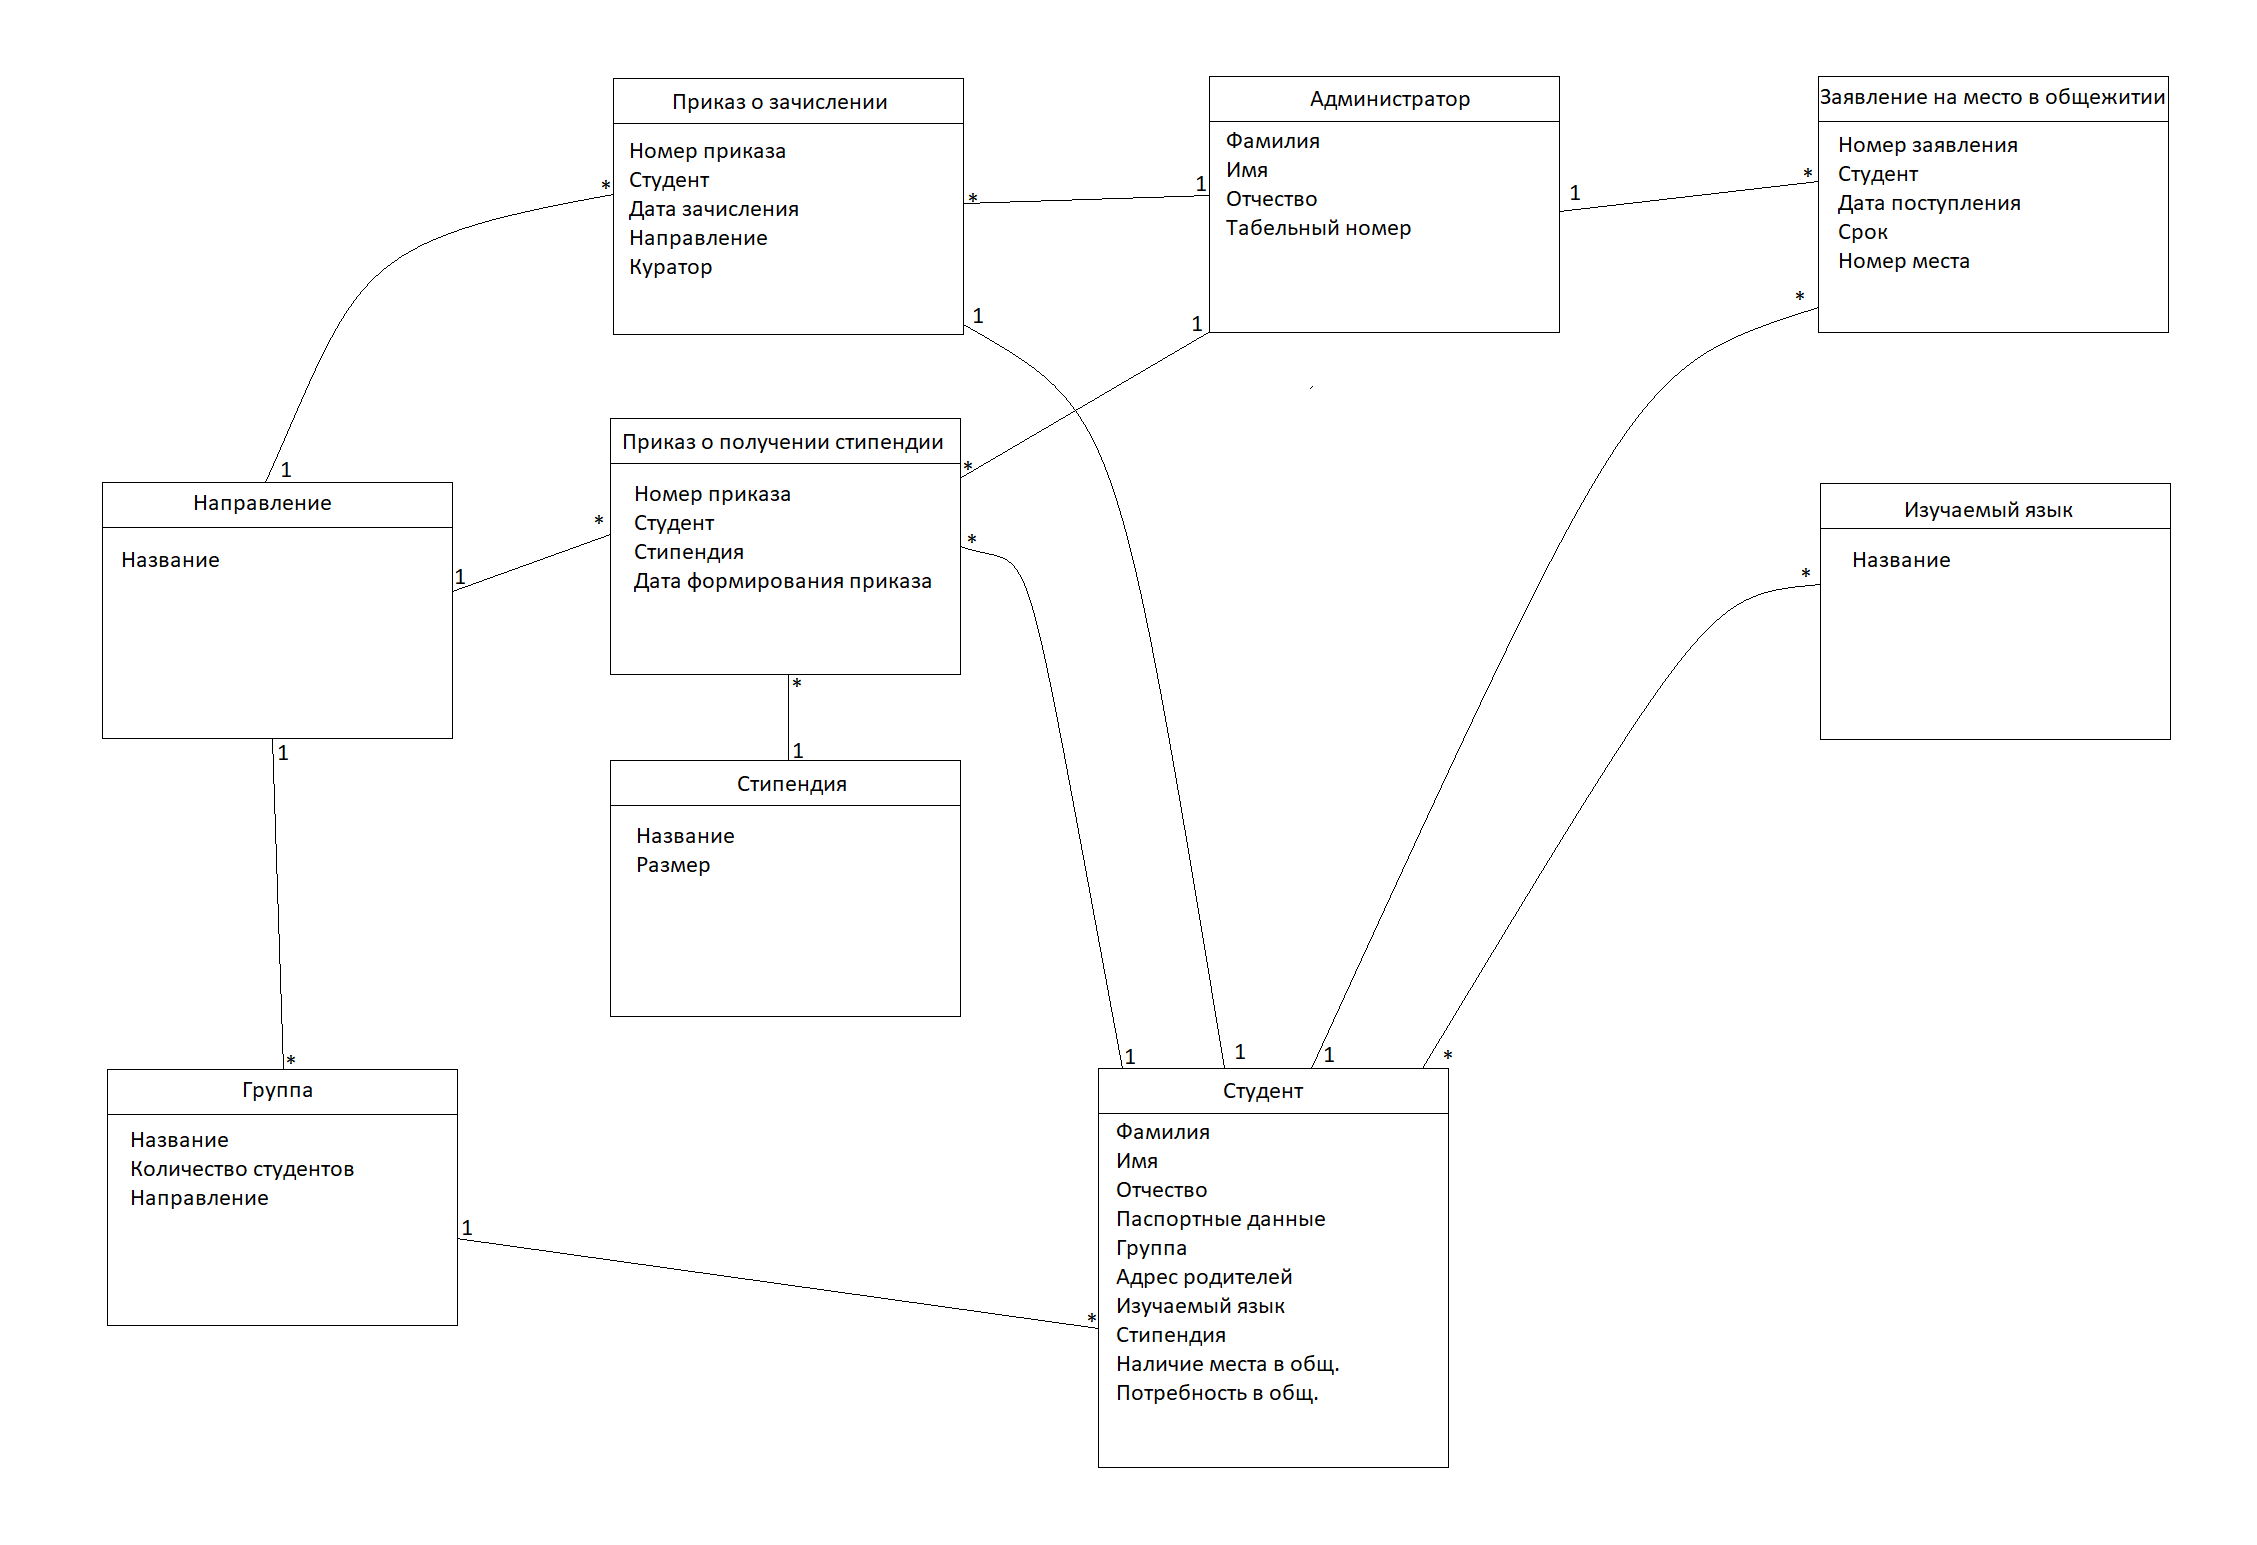 Приказ о зачислении
Номер приказа
Студент
Дата зачисления
Направление
Куратор
*
*
1
1
Администратор
Фамилия
Имя
Отчество
Табельный номер
1
1
Заявление на место в общежитии
Номер заявления
Студент
Дата поступления
Срок
Номер места
*
*
1
Направление
Название
1
1
Приказ о получении стипендии
Номер приказа
Студент
Стипендия
Дата формирования приказа
*
*
*
*
1
Стипендия
Название
Размер
Изучаемый язык
Название
*
*
Группа
Название
Количество студентов
Направление
1
1
1
1
*
Студент
Фамилия
Имя
Отчество
Паспортные данные
Группа
Адрес родителей
Изучаемый язык
Стипендия
Наличие места в общ.
Потребность в общ.
*